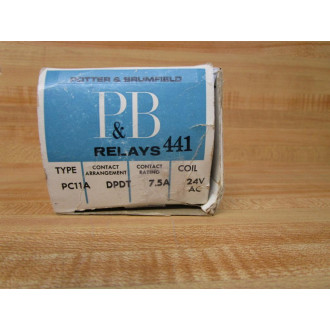 POTTER & BRUMFIELD
P&B
RELAYS 441
TYPE CONTACT ARRANGEMENT CONTACT RATING COIL
PC11A DPDT 7.5A 24V AC